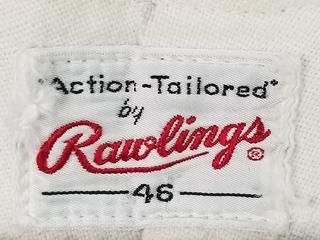 "Action-Tailored"
by
Rawlings®
46